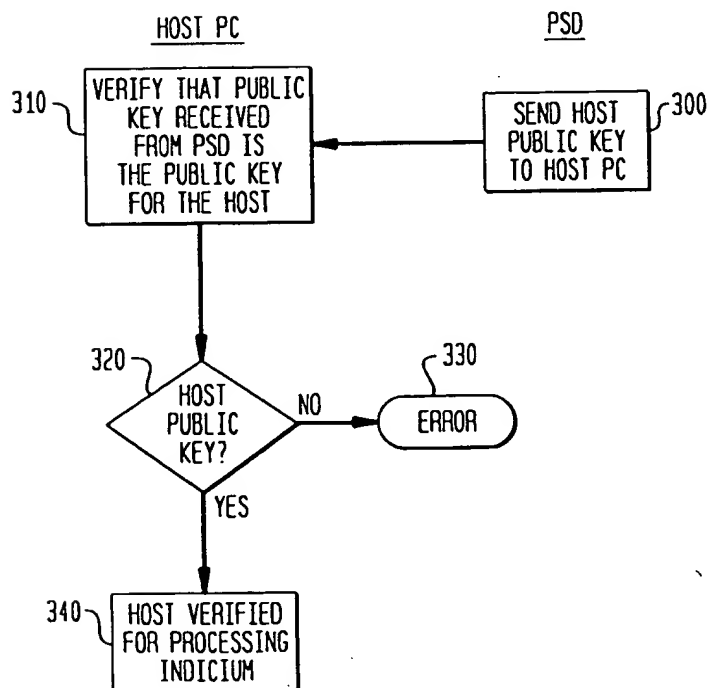 HOST PC
PSD
310
VERIFY THAT PUBLIC
KEY RECEIVED
FROM PSD IS
THE PUBLIC KEY
FOR THE HOST
300
SEND HOST
PUBLIC KEY
TO HOST PC
320
HOST
PUBLIC
KEY?
NO
330
ERROR
YES
340
HOST VERIFIED
FOR PROCESSING
INDICIUM